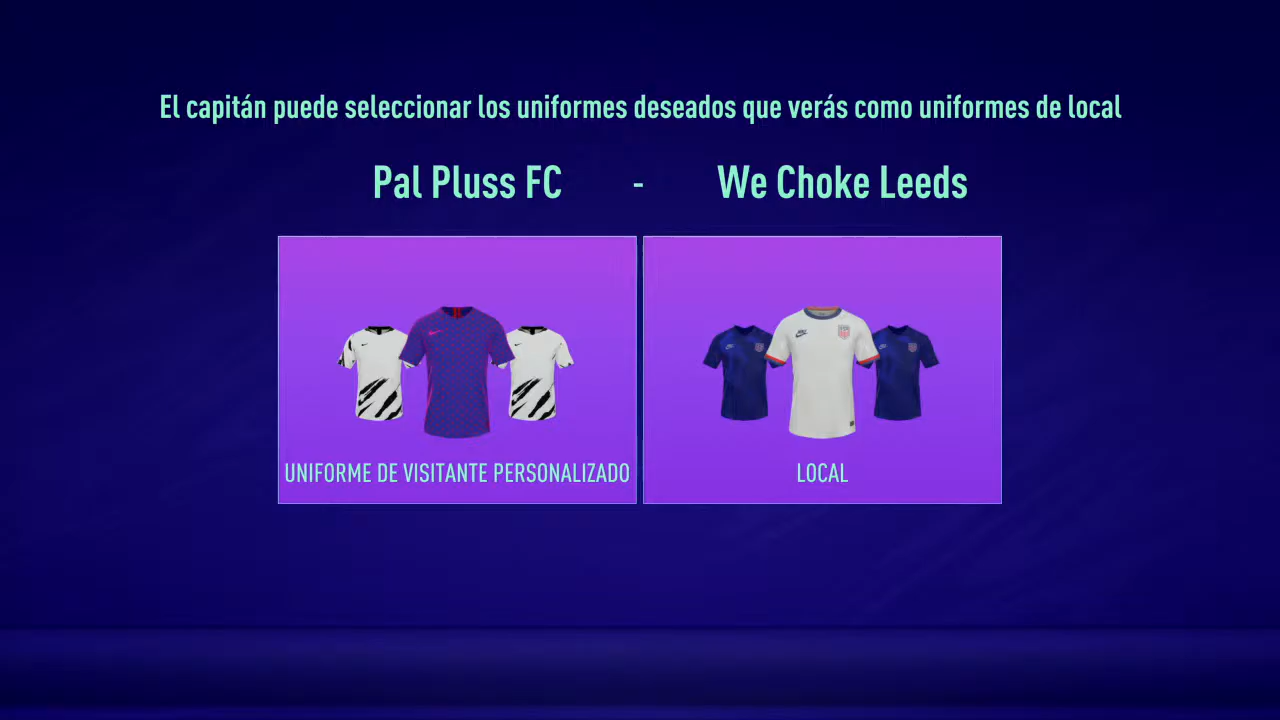 El capitán puede seleccionar los uniformes deseados que verás como uniformes de local
Pal Pluss FC - We Choke Leeds
UNIFORME DE VISITANTE PERSONALIZADO
LOCAL